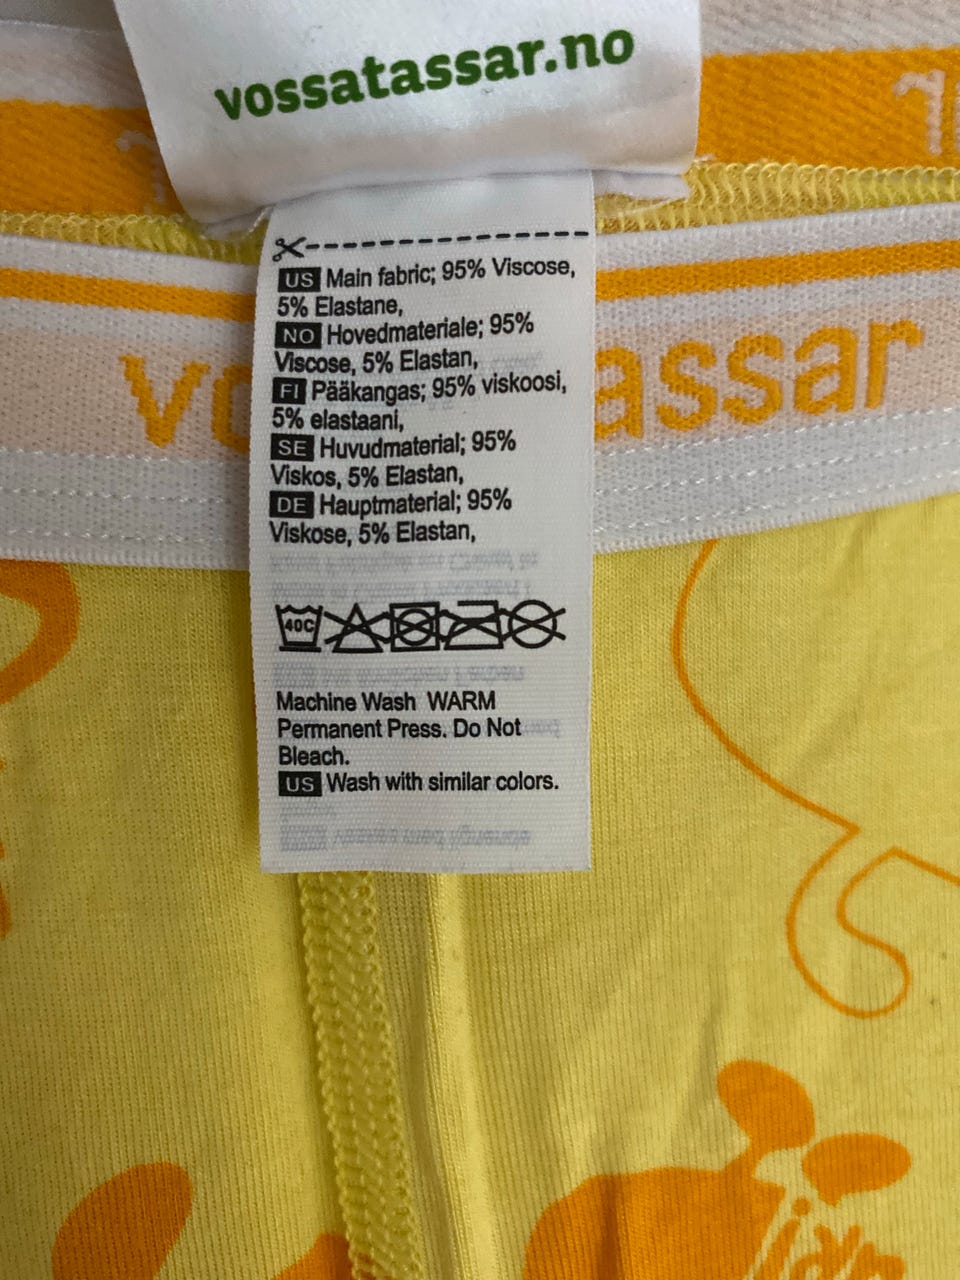 vossatassar.no
US Main fabric; 95% Viscose,
5% Elastane,
NO Hovedmateriale; 95%
Viscose, 5% Elastan,
FI Pääkangas; 95% viskoosi,
5% elastaani,
SE Huvudmaterial; 95%
Viskos, 5% Elastan,
DE Hauptmaterial; 95%
Viskose, 5% Elastan,
vo assar
40C
Machine Wash WARM
Permanent Press. Do Not
Bleach.
US Wash with similar colors.